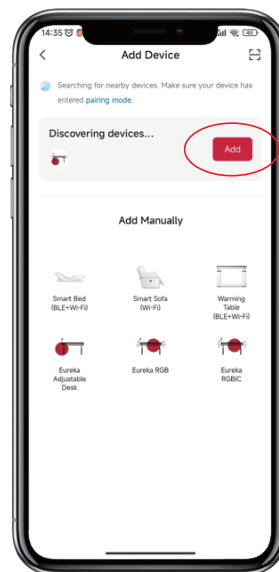 14:35
Add Device
Searching for nearby devices. Make sure your device has
entered pairing mode.
Discovering devices...
Add
Add Manually
Smart Bed
(BLE+Wi-Fi)
Smart Sofa
(Wi-Fi)
Warming
Table
(BLE+Wi-Fi)
Eureka
Adjustable
Desk
Eureka RGB
Eureka
RGBIC